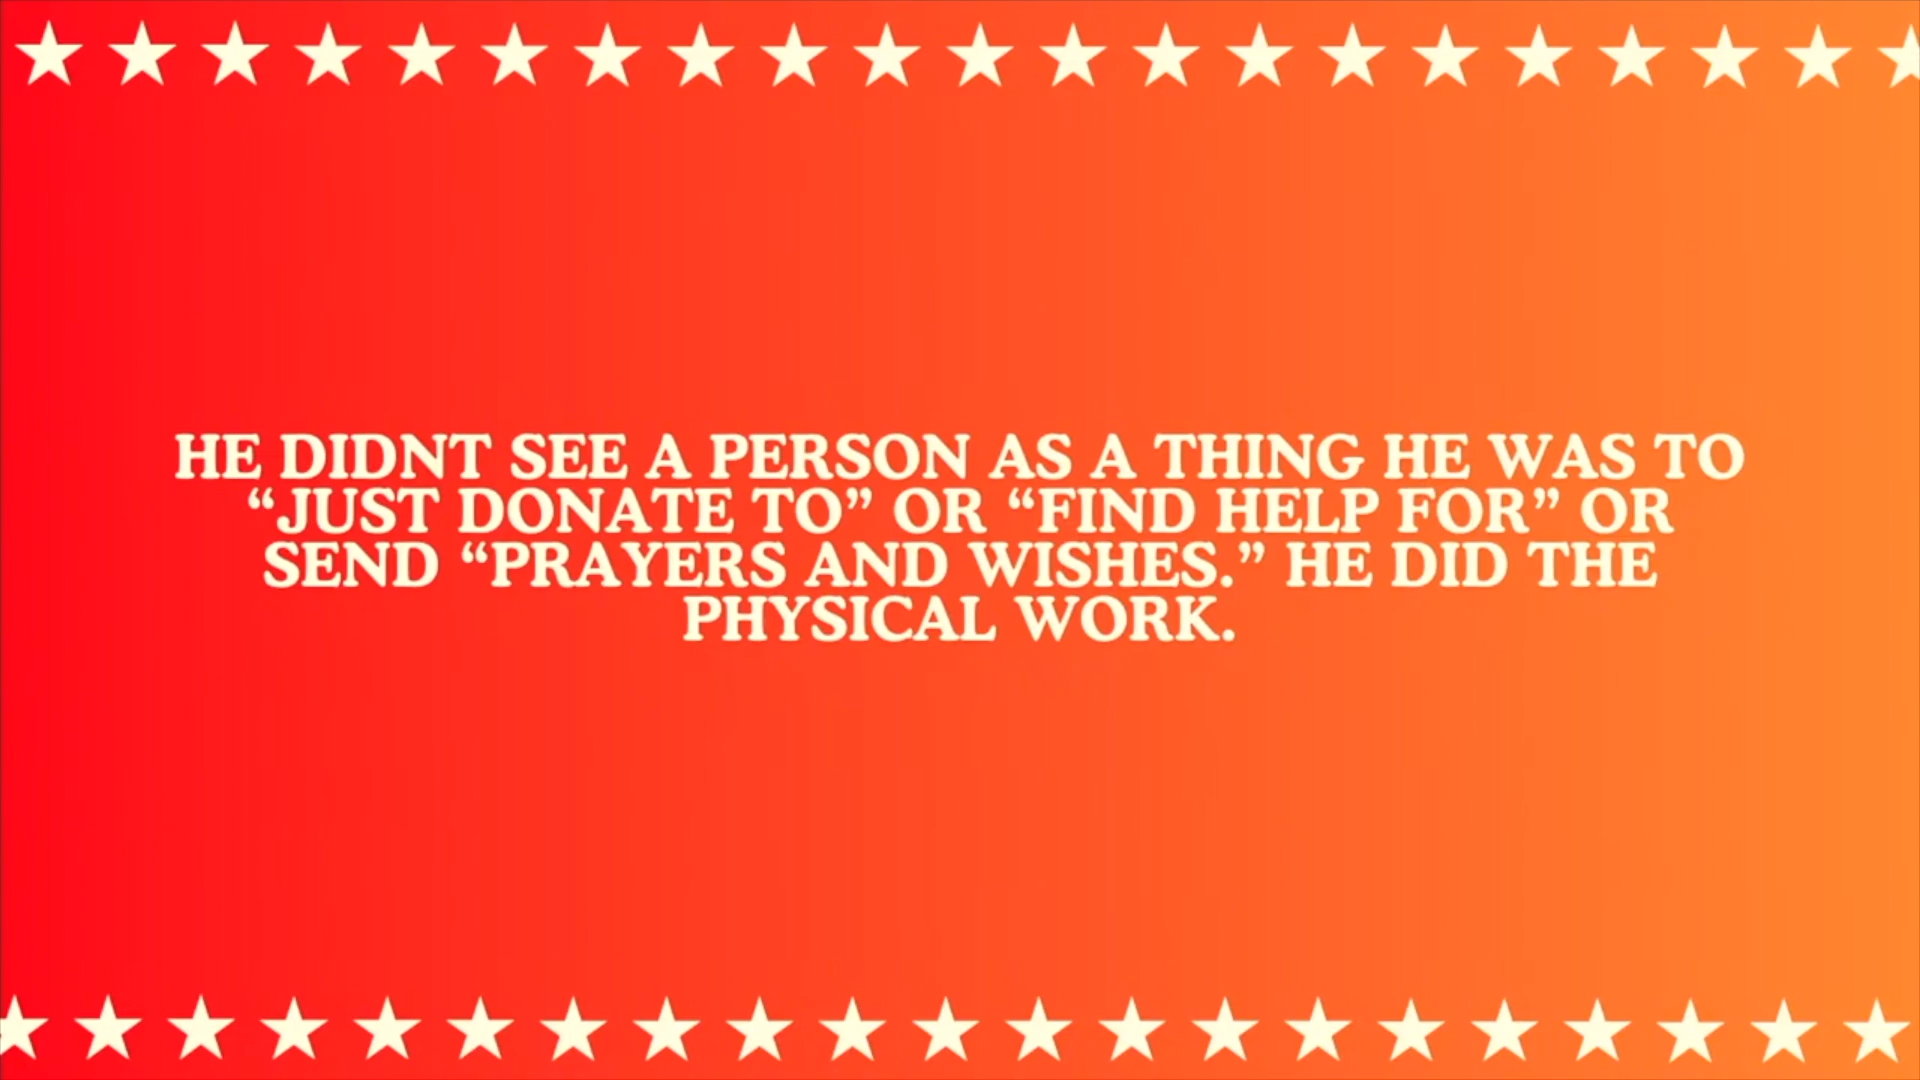 HE DIDNT SEE A PERSON AS A THING HE WAS TO
“JUST DONATE TO” OR “FIND HELP FOR” OR
SEND “PRAYERS AND WISHES.” HE DID THE
PHYSICAL WORK.